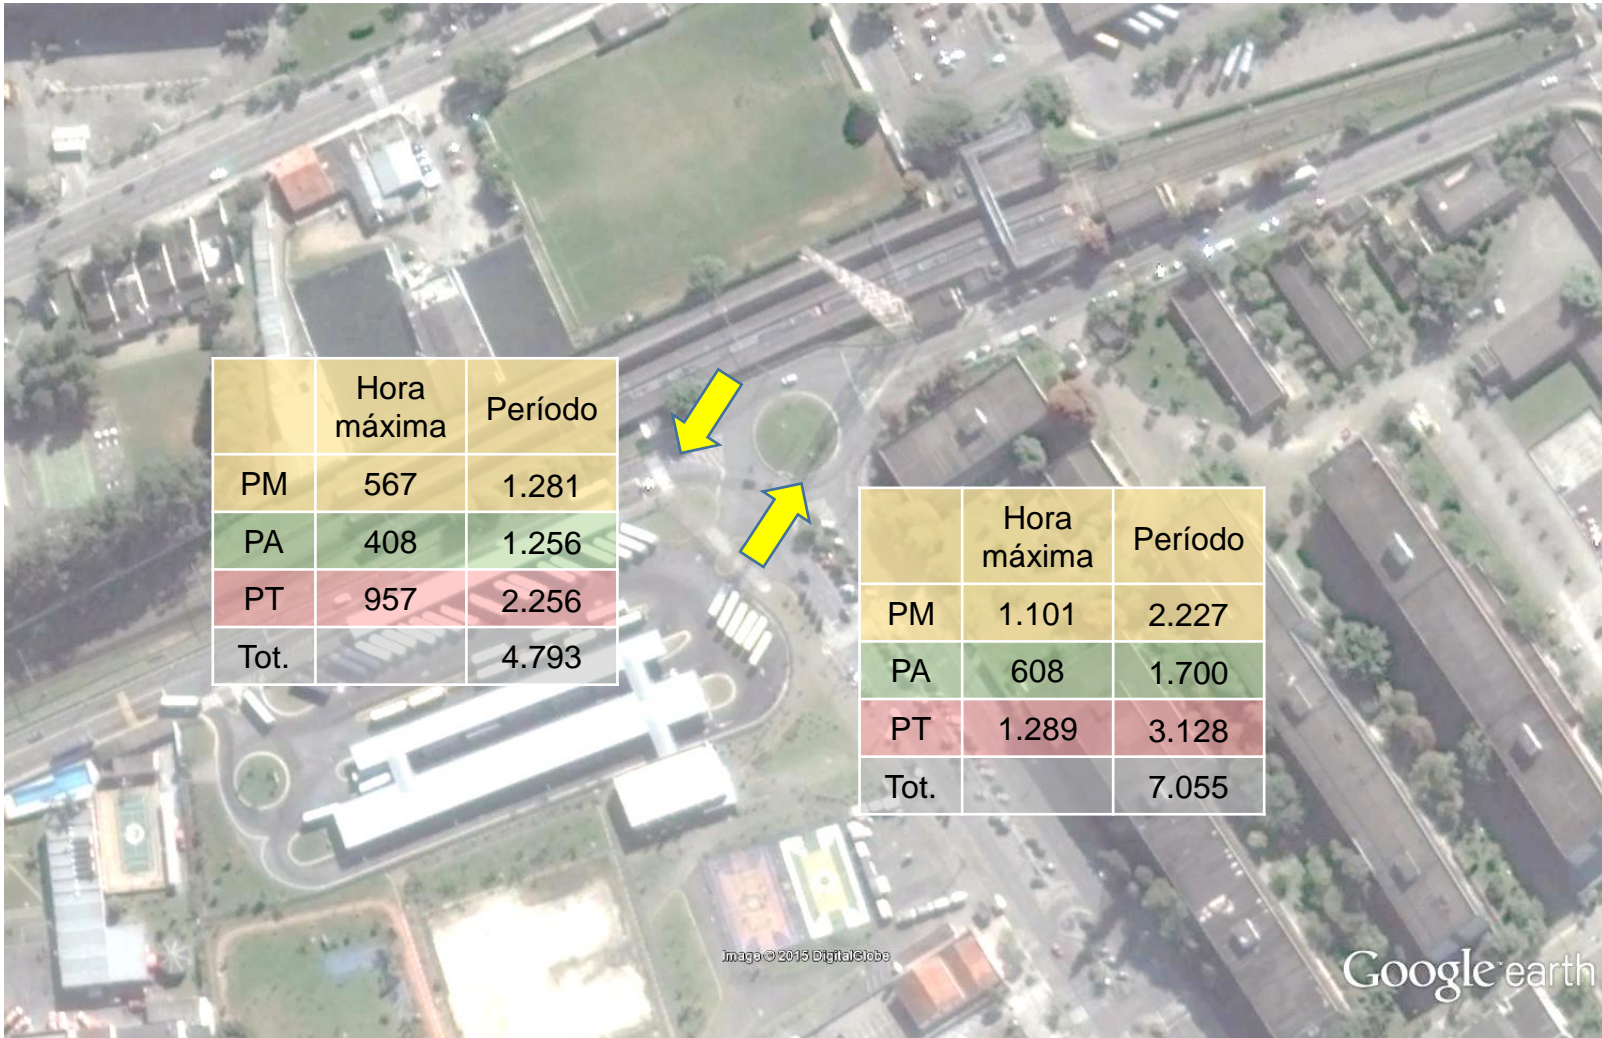 Hora máxima Período
PM 567 1.281
PA 408 1.256
PT 957 2.256
Tot. 4.793
Hora máxima Período
PM 1.101 2.227
PA 608 1.700
PT 1.289 3.128
Tot. 7.055
Image © 2015 DigitalGlobe
Google earth